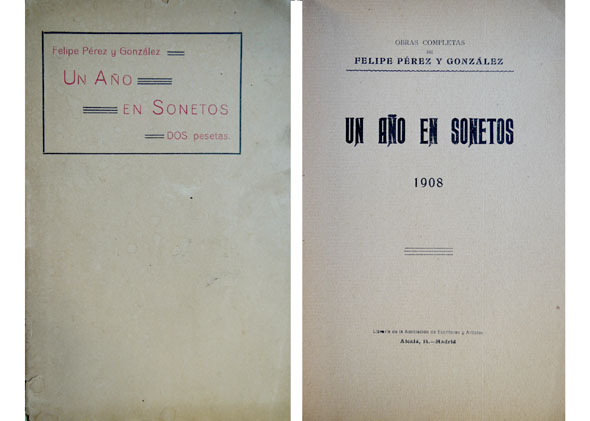 Felipe Pérez y González
UN AÑO
EN SONETOS
DOS pesetas.
OBRAS COMPLETAS
DE
FELIPE PÉREZ Y GONZÁLEZ
UN AÑO EN SONETOS
1908
Librería de la Asociación de Escritores y Artistas
Alcalá, 18.—Madrid